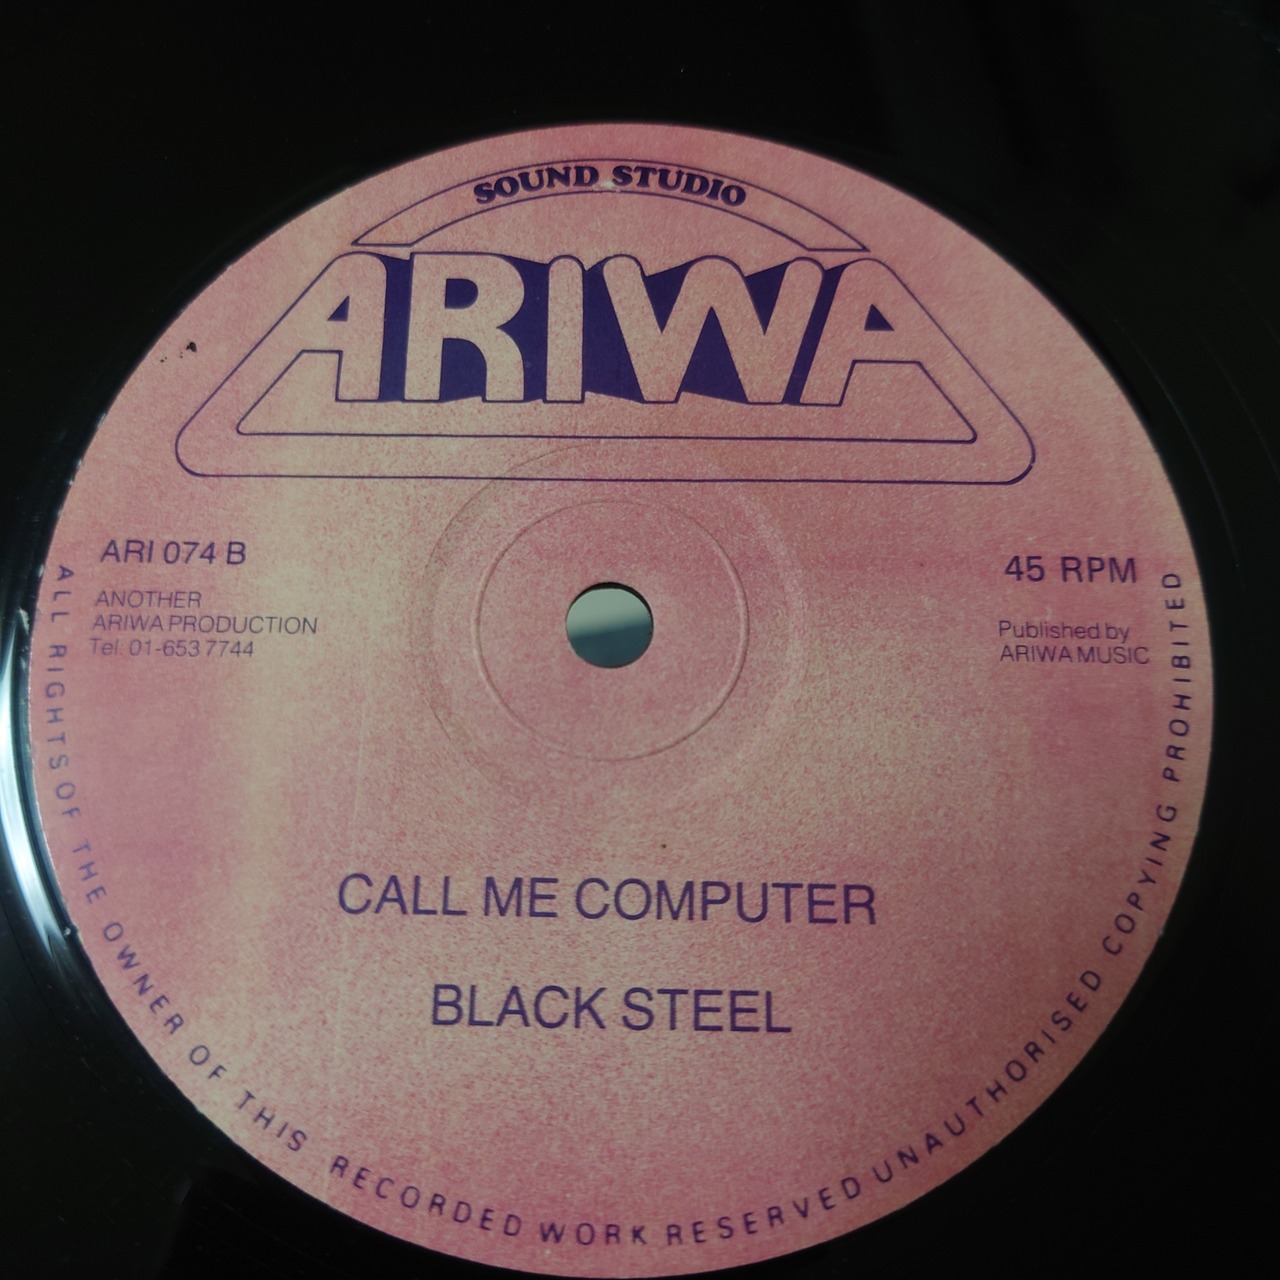 SOUND STUDIO
ARIWA
ARI 074 B
ANOTHER
ARIWA PRODUCTION
Tel: 01-653 7744
45 RPM
Published by
ARIWA MUSIC
CALL ME COMPUTER
BLACK STEEL
ALL RIGHTS OF THE OWNER OF THIS RECORDED WORK RESERVED UNAUTHORISED COPYING PROHIBITED